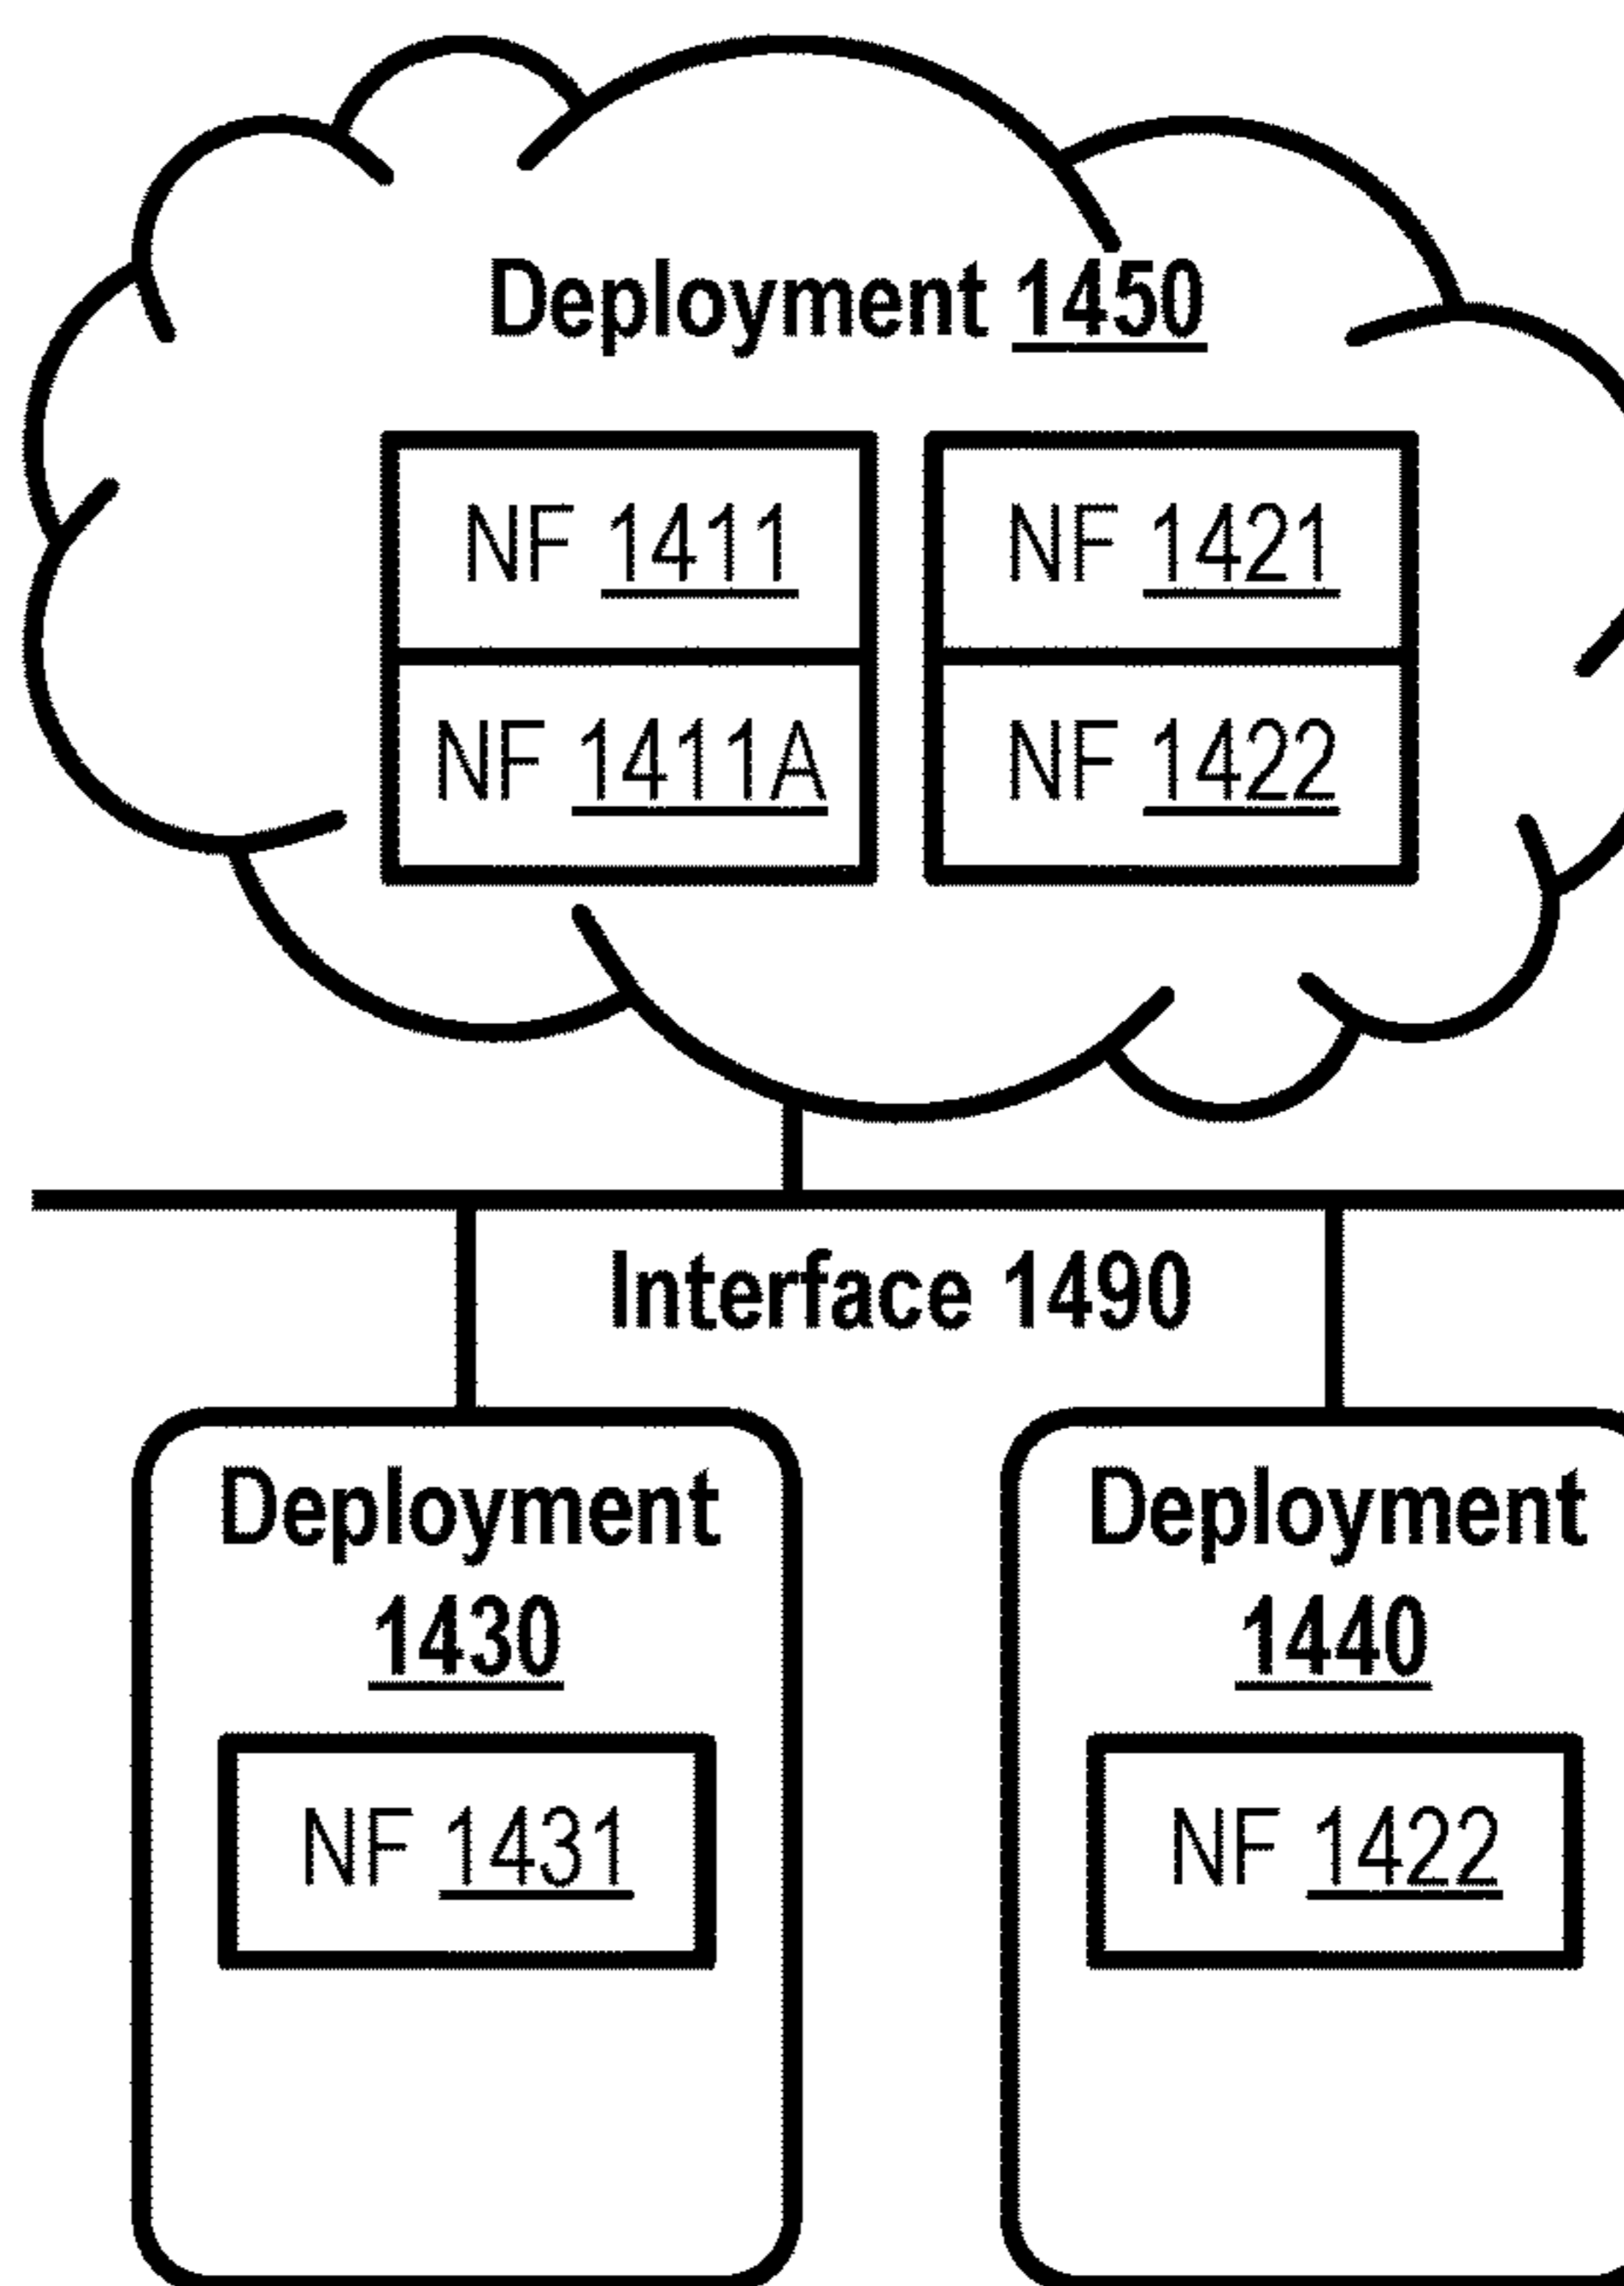 Deployment 1450
NF 1411
NF 1421
NF 1411A
NF 1422
Interface 1490
Deployment
1430
Deployment
1440
NF 1431
NF 1422